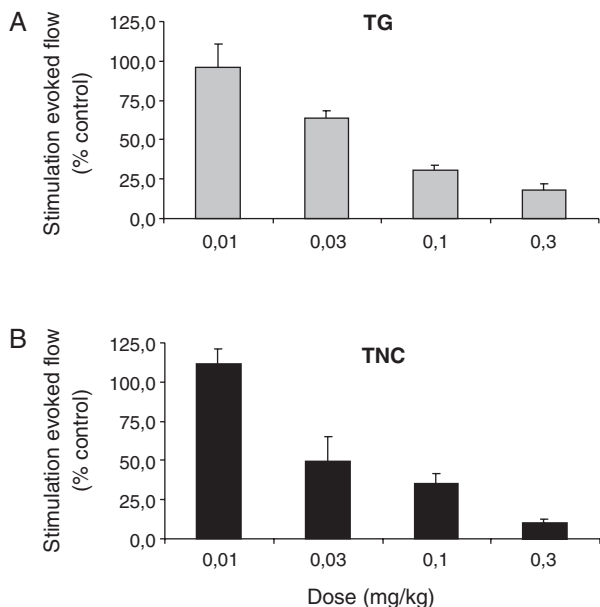 A
TG
Stimulation evoked flow
(% control)
125,0
100,0
75,0
50,0
25,0
0,0
0,01 0,03 0,1 0,3
B
TNC
Stimulation evoked flow
(% control)
125,0
100,0
75,0
50,0
25,0
0,0
0,01 0,03 0,1 0,3
Dose (mg/kg)